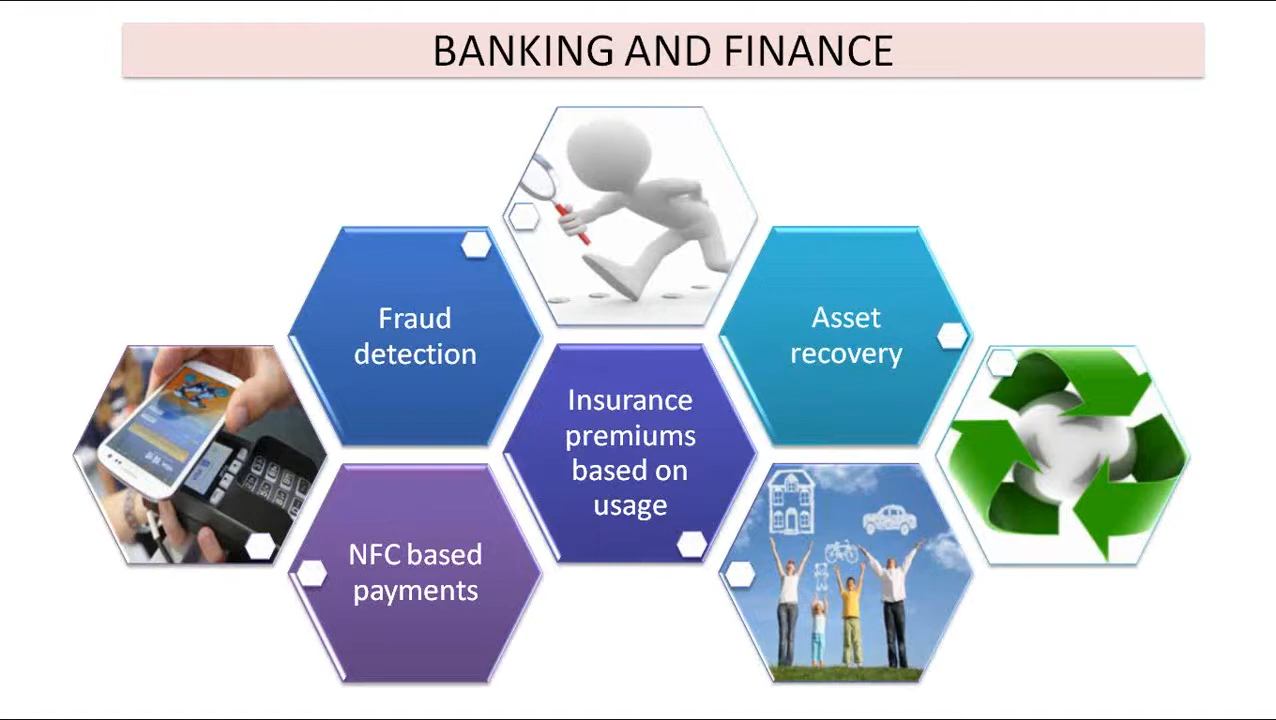 BANKING AND FINANCE
Fraud
detection
Asset
recovery
Insurance
premiums
based on
usage
NFC based
payments